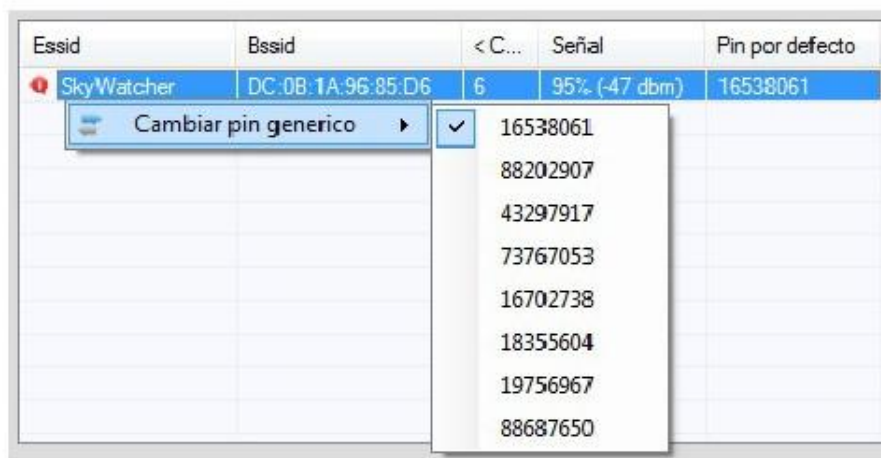 Essid Bssid < C... Señal Pin por defecto
SkyWatcher DC:0B:1A:96:85:D6 6 95% (-47 dbm) 16538061
Cambiar pin generico
16538061
88202907
43297917
73767053
16702738
18355604
19756967
88687650